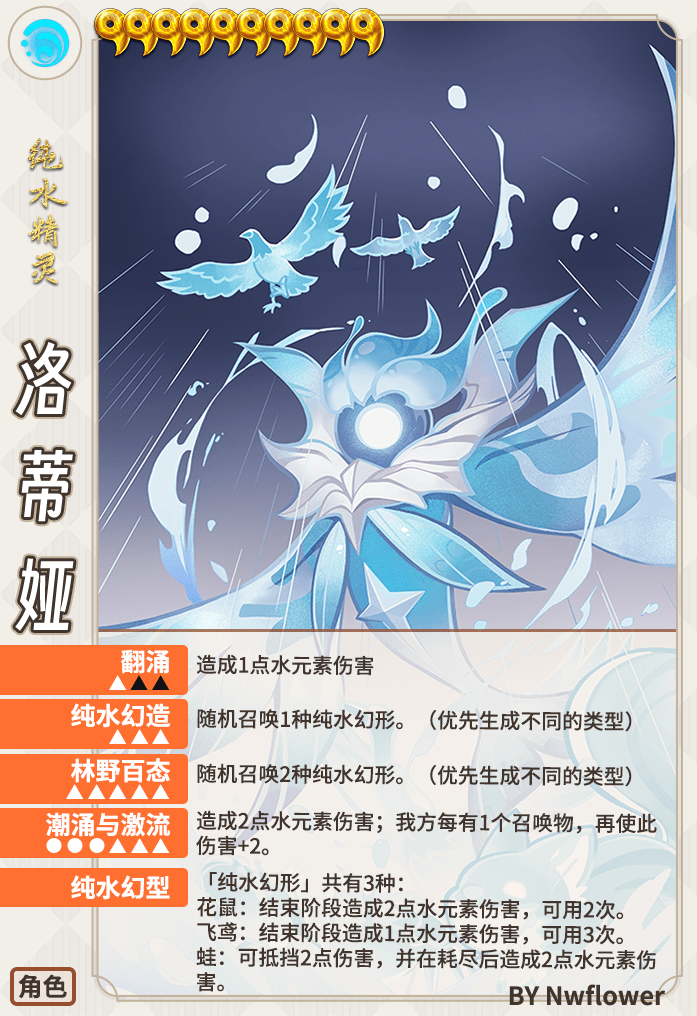 纯水精灵
洛蒂娅
翻涌
造成1点水元素伤害
纯水幻造
随机召唤1种纯水幻形。（优先生成不同的类型）
林野百态
随机召唤2种纯水幻形。（优先生成不同的类型）
潮涌与激流
造成2点水元素伤害；我方每有1个召唤物，再使此
伤害+2。
纯水幻型
「纯水幻形」共有3种：
花鼠：结束阶段造成2点水元素伤害，可用2次。
飞鸢：结束阶段造成1点水元素伤害，可用3次。
蛙：可抵挡2点伤害，并在耗尽后造成2点水元素伤
害。
角色
BY Nwflower